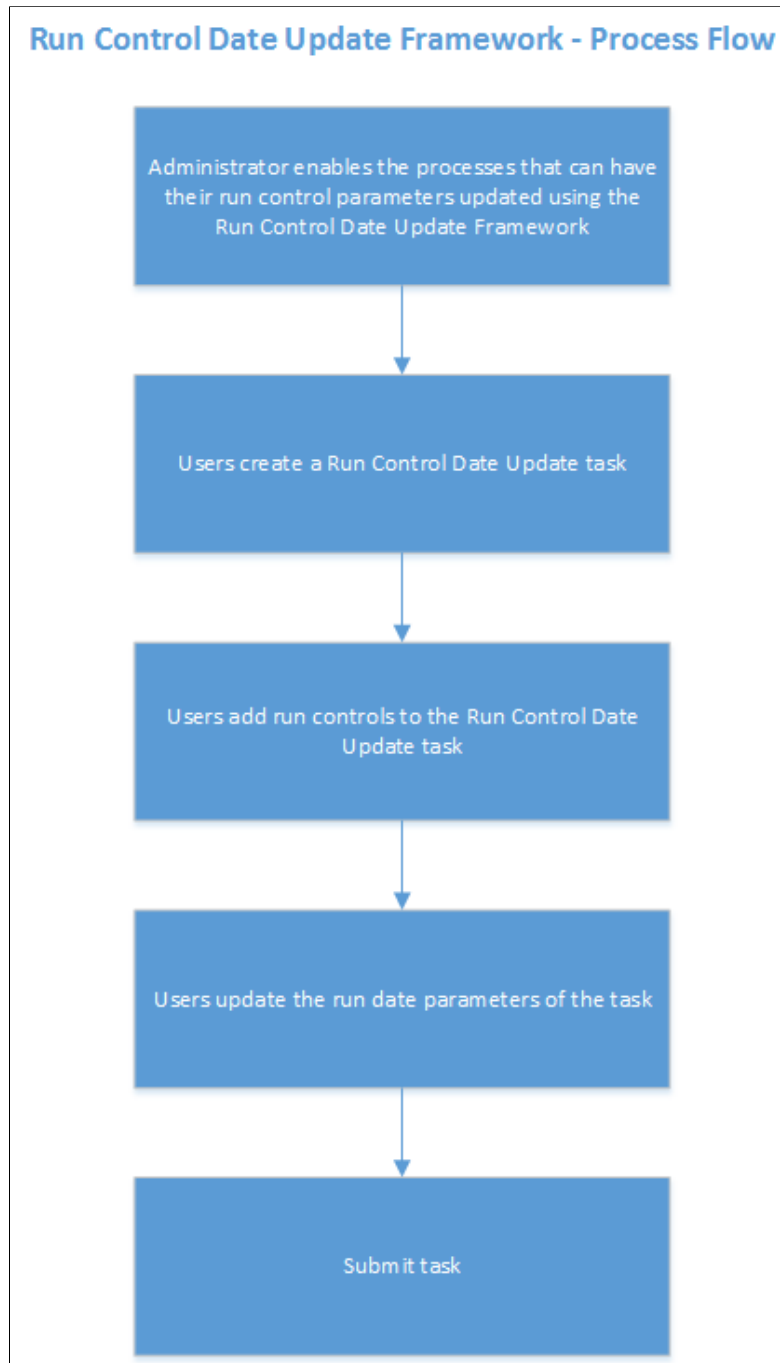 Run Control Date Update Framework - Process Flow
Administrator enables the processes that can have
their run control parameters updated using the
Run Control Date Update Framework
Users create a Run Control Date Update task
Users add run controls to the Run Control Date
Update task
Users update the run date parameters of the task
Submit task